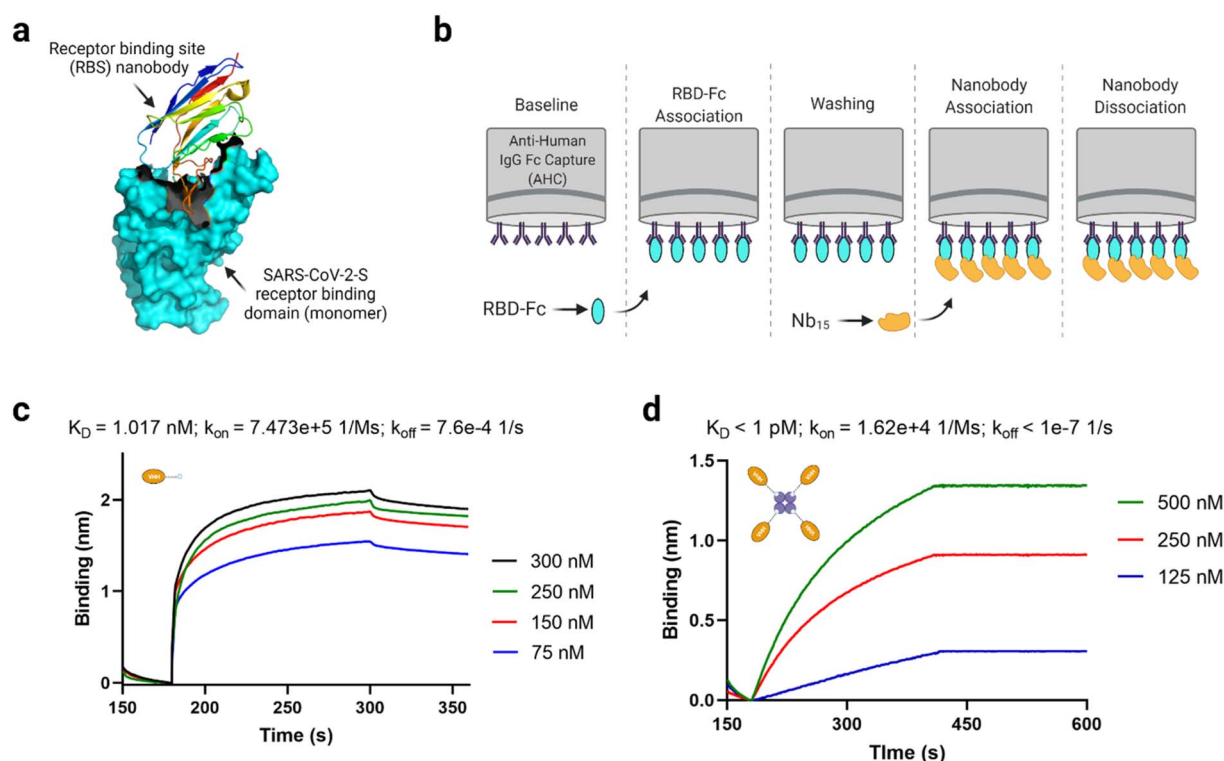 a
Receptor binding site
(RBS) nanobody
SARS-CoV-2-S
receptor binding
domain (monomer)
b
Baseline
Anti-Human
IgG Fc Capture
(AHC)
RBD-Fc
Association
Washing
Nanobody
Association
Nanobody
Dissociation
RBD-Fc
Nb15
c
KD = 1.017 nM; kon = 7.473e+5 1/Ms; koff = 7.6e-4 1/s
VHH
Binding (nm)
2
1
0
150
200
250
300
350
Time (s)
300 nM
250 nM
150 nM
75 nM
d
KD < 1 pM; kon = 1.62e+4 1/Ms; koff < 1e-7 1/s
VHH
VHH
VHH
VHH
Binding (nm)
1.5
1.0
0.5
0.0
150
300
450
600
TIme (s)
500 nM
250 nM
125 nM